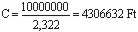 C = 10000000 / 2,322 = 4306632 Ft